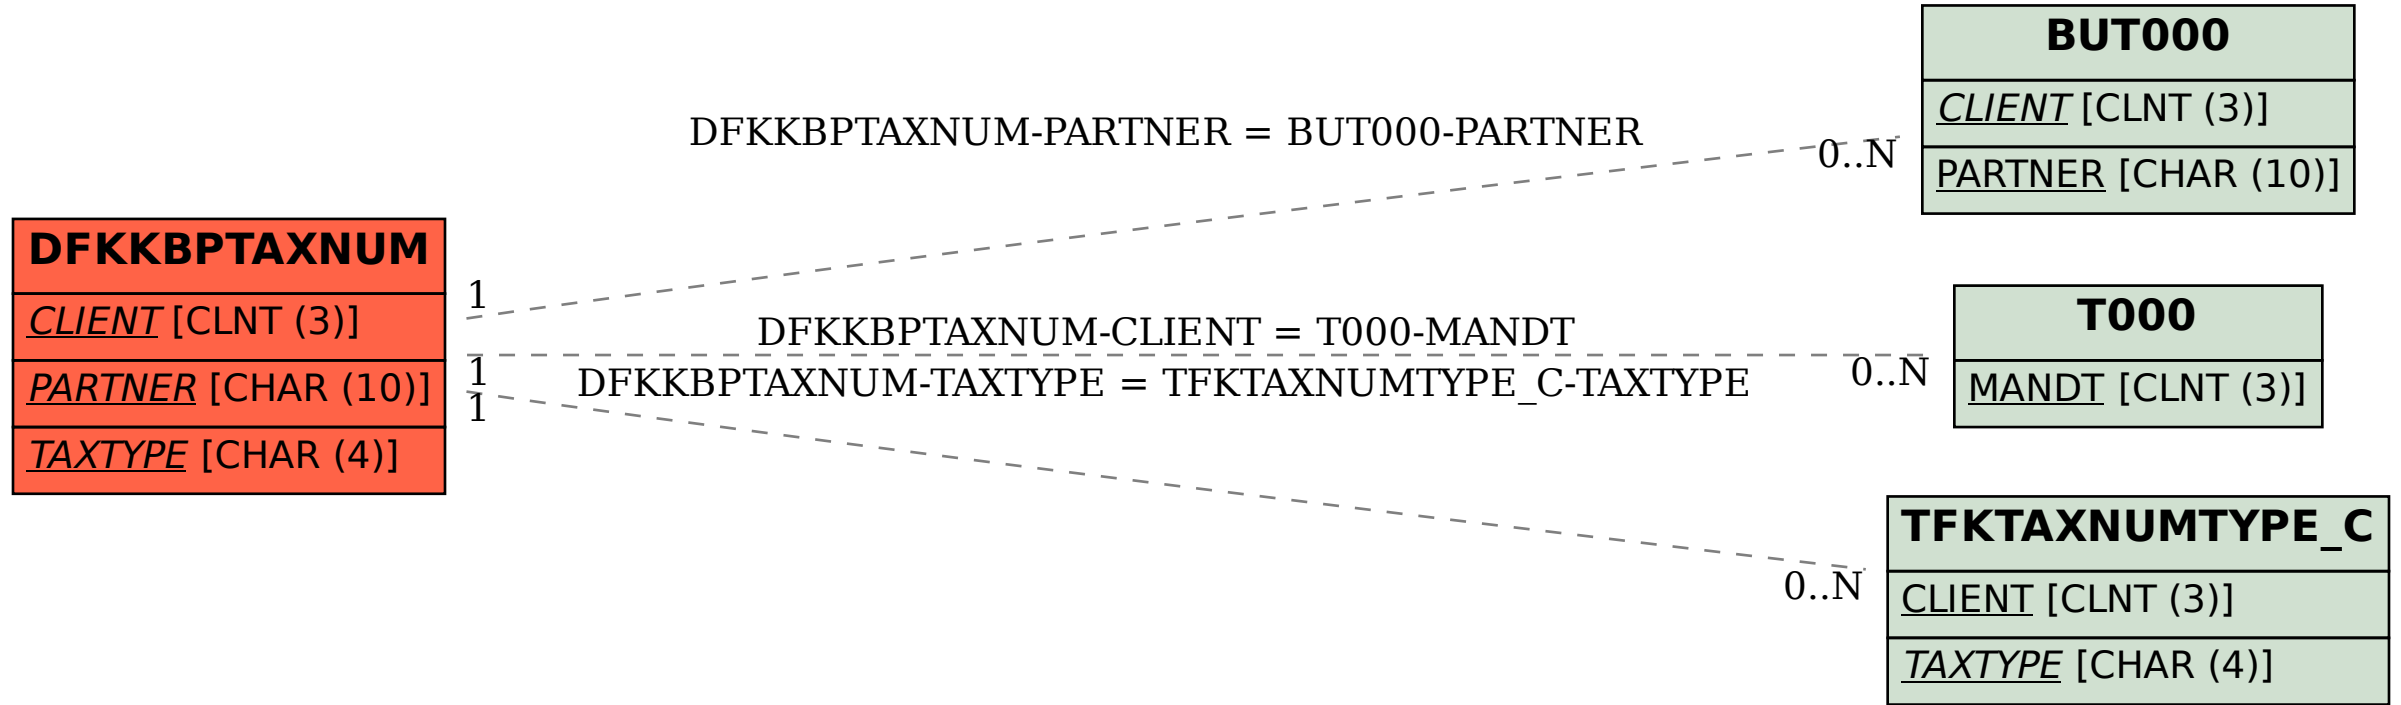 DFKKBPTAXNUM
CLIENT [CLNT (3)]
PARTNER [CHAR (10)]
TAXTYPE [CHAR (4)]
DFKKBPTAXNUM-PARTNER = BUT000-PARTNER
1
0..N
DFKKBPTAXNUM-CLIENT = T000-MANDT
1
0..N
DFKKBPTAXNUM-TAXTYPE = TFKTAXNUMTYPE_C-TAXTYPE
1
0..N
BUT000
CLIENT [CLNT (3)]
PARTNER [CHAR (10)]
T000
MANDT [CLNT (3)]
TFKTAXNUMTYPE_C
CLIENT [CLNT (3)]
TAXTYPE [CHAR (4)]